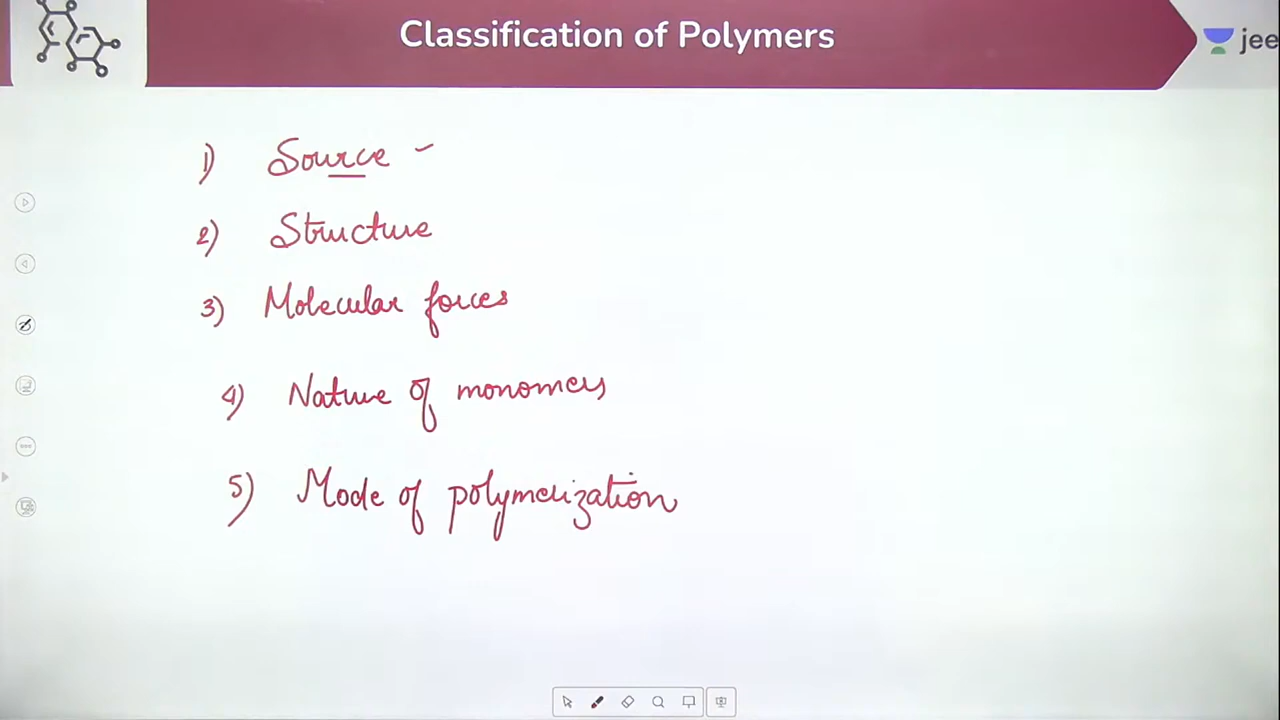 Classification of Polymers
jee
1) Source -
2) Structure
3) Molecular forces
4) Nature of monomers
5) Mode of polymerization